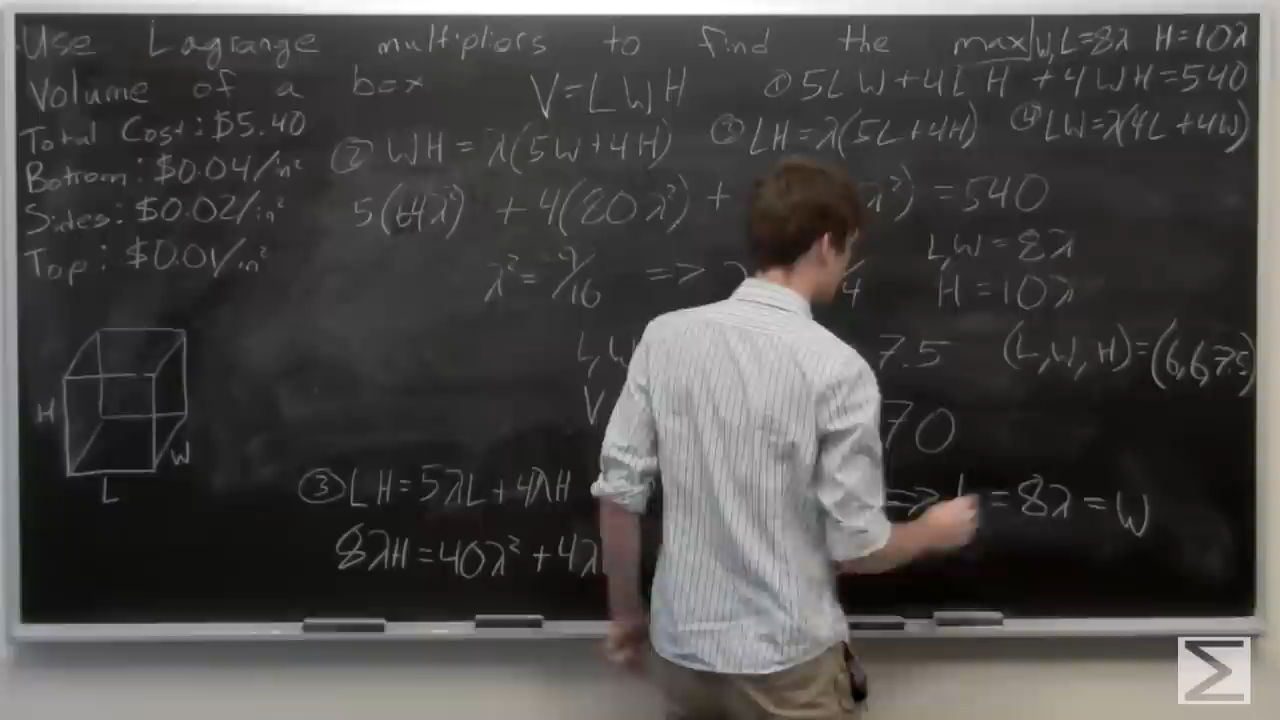 Use Lagrange multipliers to find the max W,L=8λ H=10λ
Volume of a box V=LWH ① 5LW+4LH+4WH=540
Total Cost: $5.40
② WH=λ(5W+4H) ③ LH=λ(5L+4H) ④ LW=λ(4L+4W)
Bottom: $0.04/in²
Sides: $0.02/in²
Top: $0.01/in²
5(64λ²) + 4(80λ²) + λ²) = 540
L,W=8λ
λ²=9/16 => λ /4 H=10λ
L,W 7.5 (L,W,H)=(6,6,7.5)
V 70
H
W
L
③ LH=5λL+4λH => L=8λ=W
8λH=40λ²+4λ
Σ